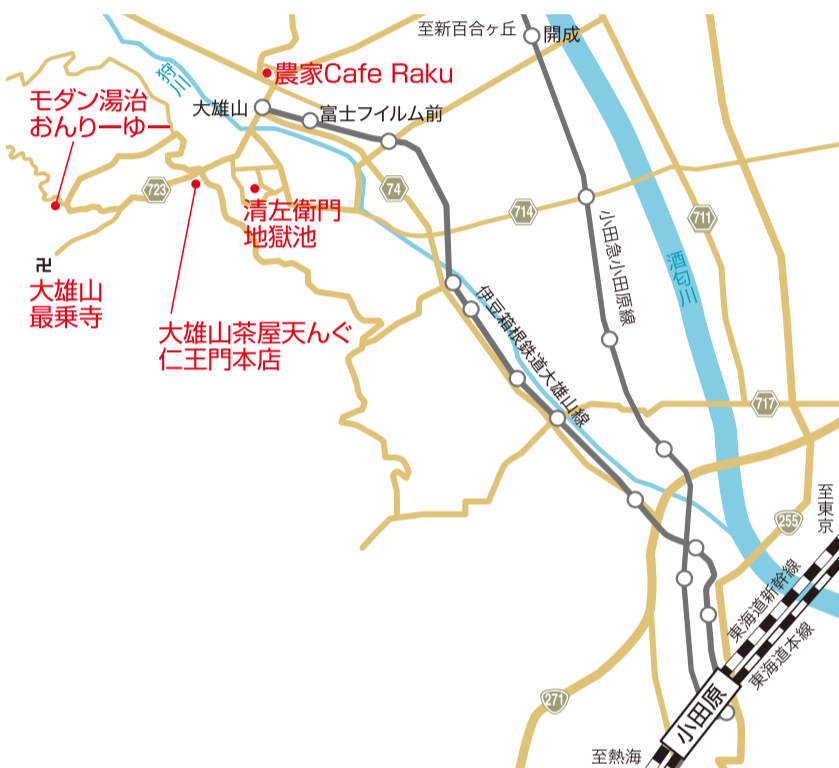 至新百合ヶ丘
開成
狩川
農家Cafe Raku
モダン湯治
おんりーゆー
大雄山
富士フイルム前
723
74
清左衛門
地獄池
714
711
小田急小田原線
酒匂川
卍
大雄山
最乗寺
大雄山茶屋天んぐ
仁王門本店
伊豆箱根鉄道大雄山線
717
至東京
255
東海道新幹線
東海道本線
271
小田原
至熱海